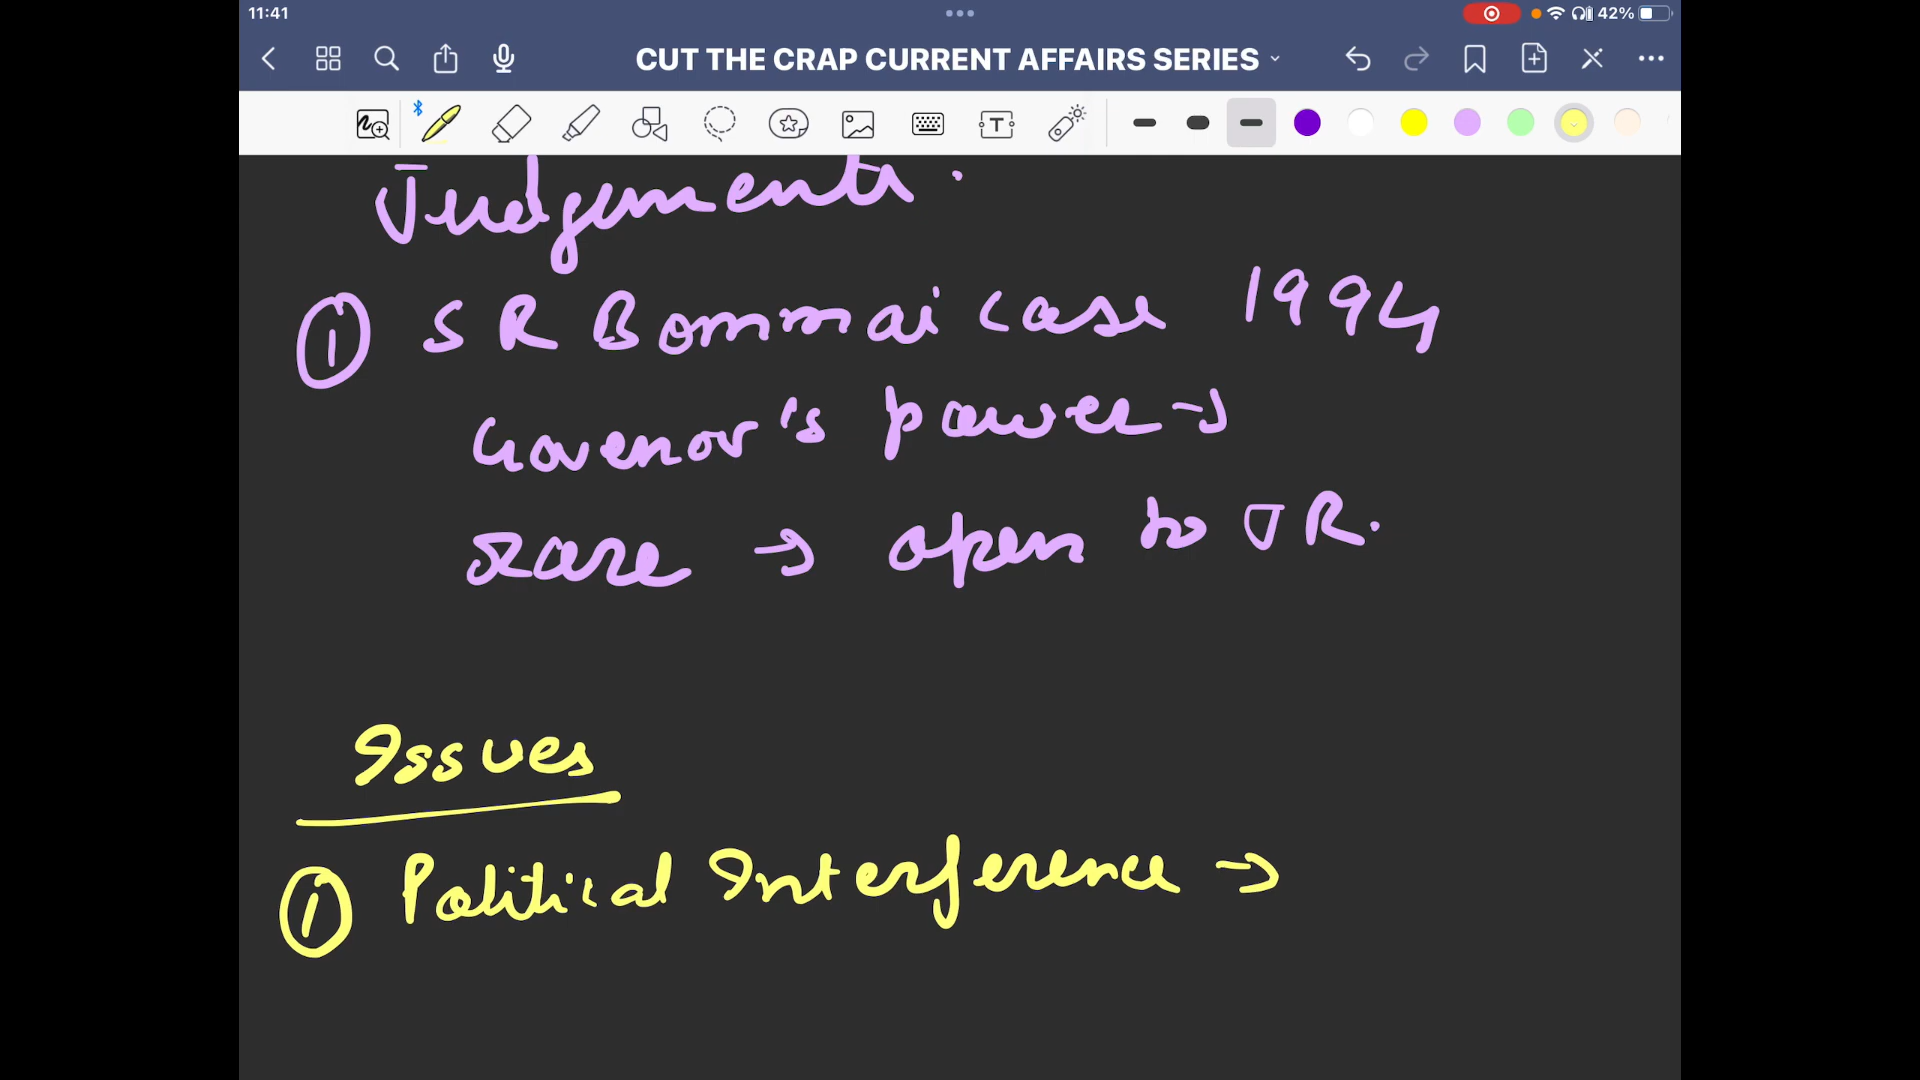 11:41
42%
CUT THE CRAP CURRENT AFFAIRS SERIES
Judgements.
① S R Bommai case 1994
Governor's power →
rare → open to JR.
Issues
① Political Interference →